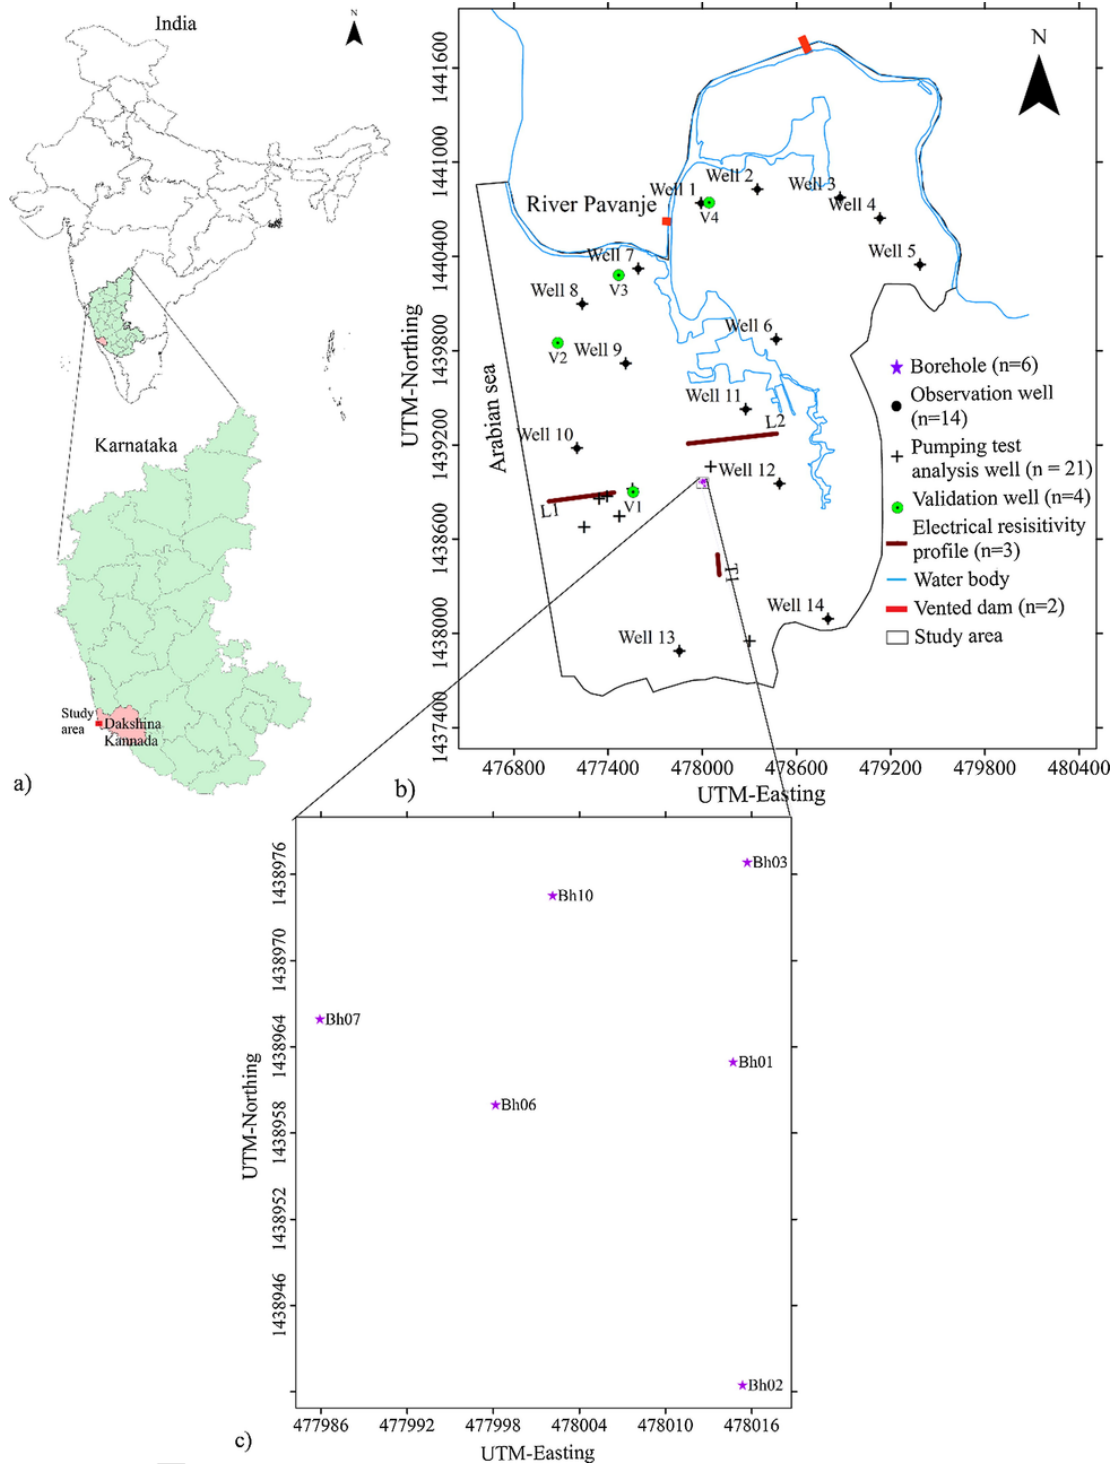 India
N
Karnataka
Study
area
Dakshina
Kannada
a)
N
1441600
1441000
1440400
1439800
1439200
1438600
1438000
1437400
UTM-Northing
River Pavanje
Arabian sea
Well 1
V4
Well 2
Well 3
Well 4
Well 5
Well 7
V3
Well 8
Well 6
V2
Well 9
Well 11
L2
Well 10
Well 12
L1
V1
T1
Well 14
Well 13
Borehole (n=6)
Observation well
(n=14)
Pumping test
analysis well (n = 21)
Validation well (n=4)
Electrical resisitivity
profile (n=3)
Water body
Vented dam (n=2)
Study area
476800 477400 478000 478600 479200 479800 480400
UTM-Easting
b)
1438976
1438970
1438964
1438958
1438952
1438946
UTM-Northing
Bh03
Bh10
Bh07
Bh01
Bh06
Bh02
477986 477992 477998 478004 478010 478016
UTM-Easting
c)